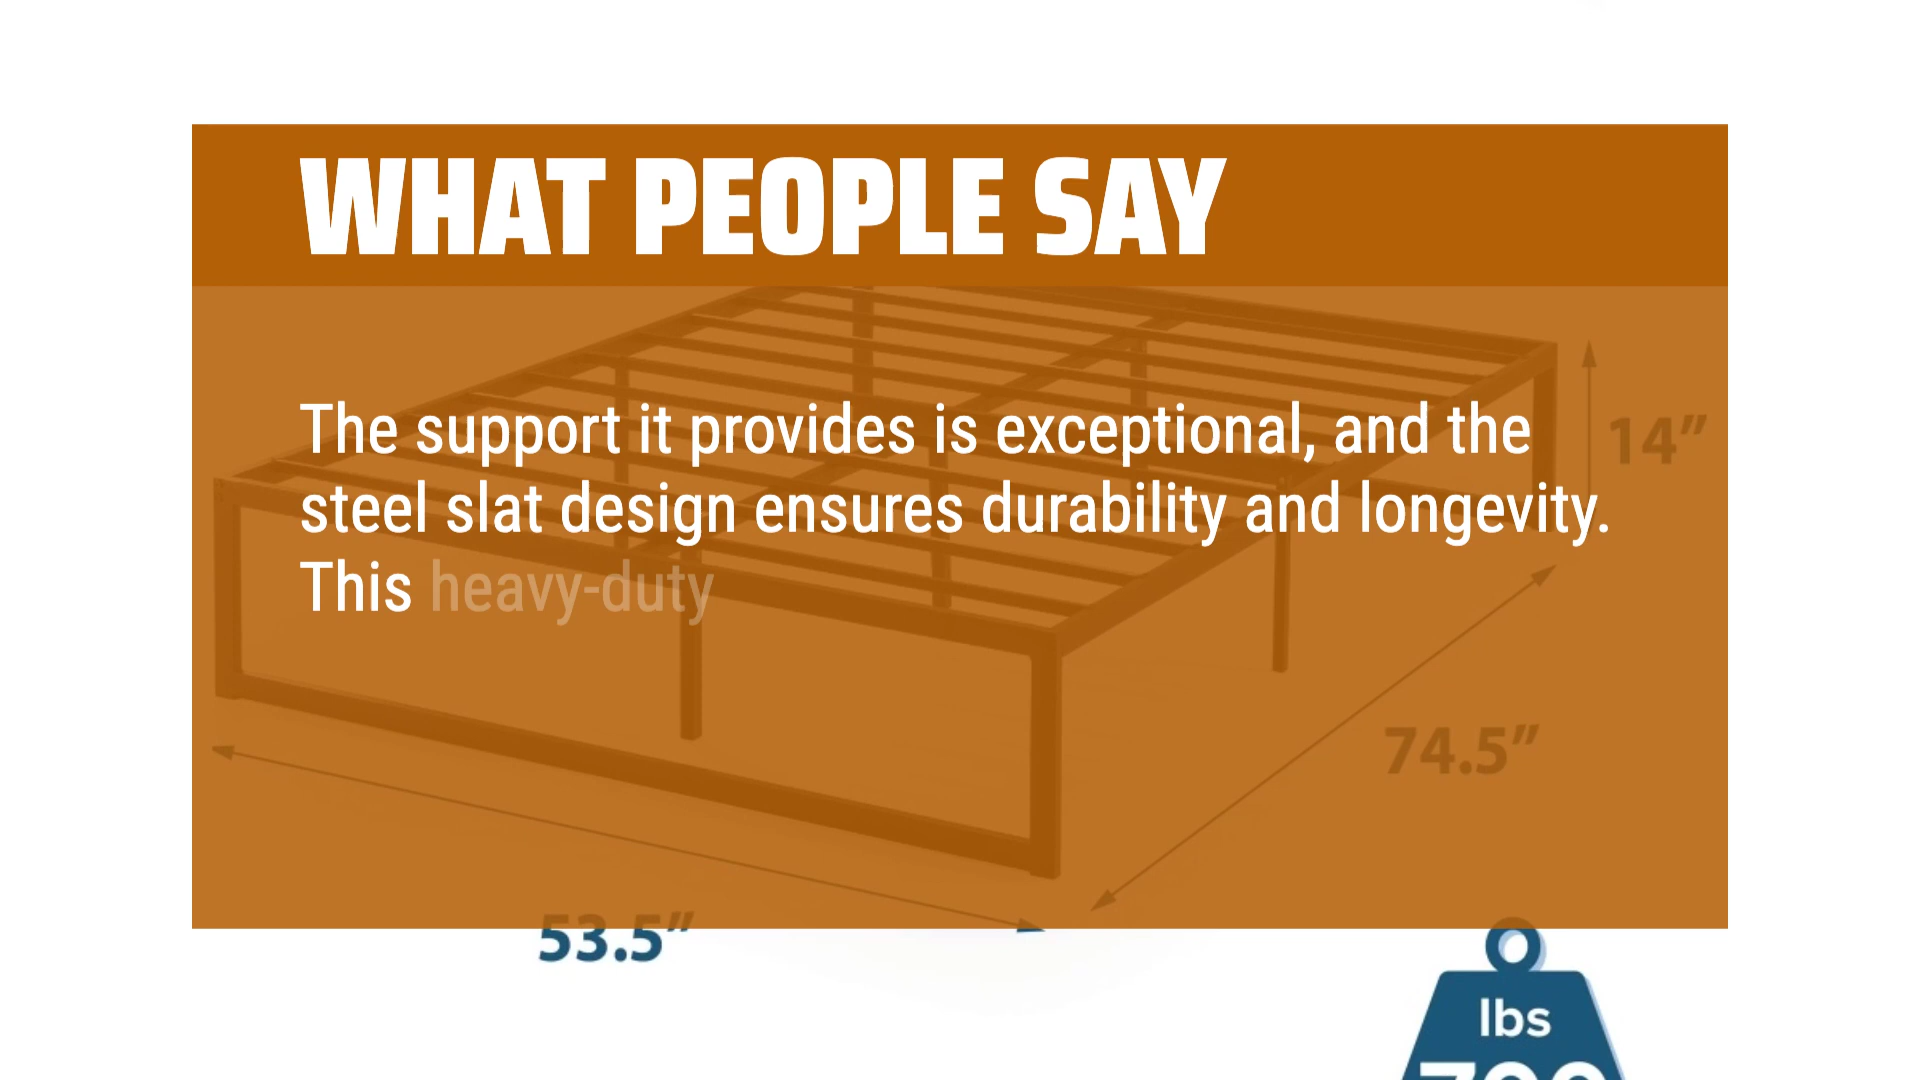 WHAT PEOPLE SAY
The support it provides is exceptional, and the
steel slat design ensures durability and longevity.
This heavy-duty
14”
74.5”
53.5”
lbs